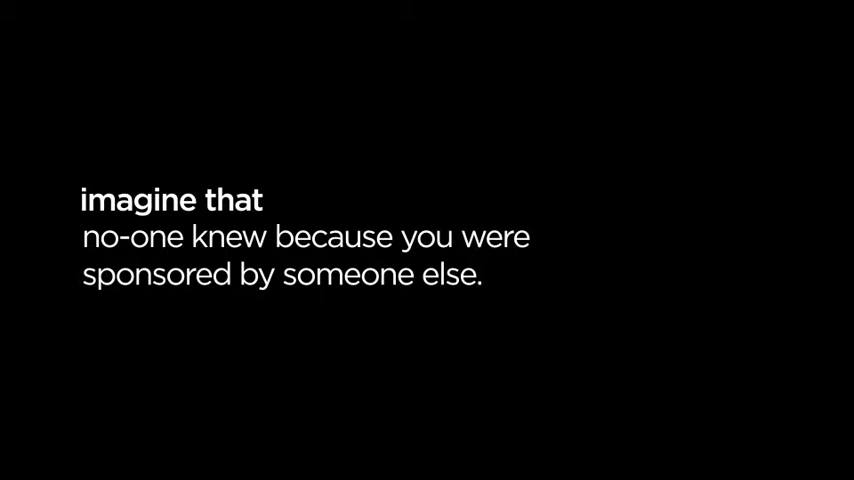 imagine that
no-one knew because you were
sponsored by someone else.